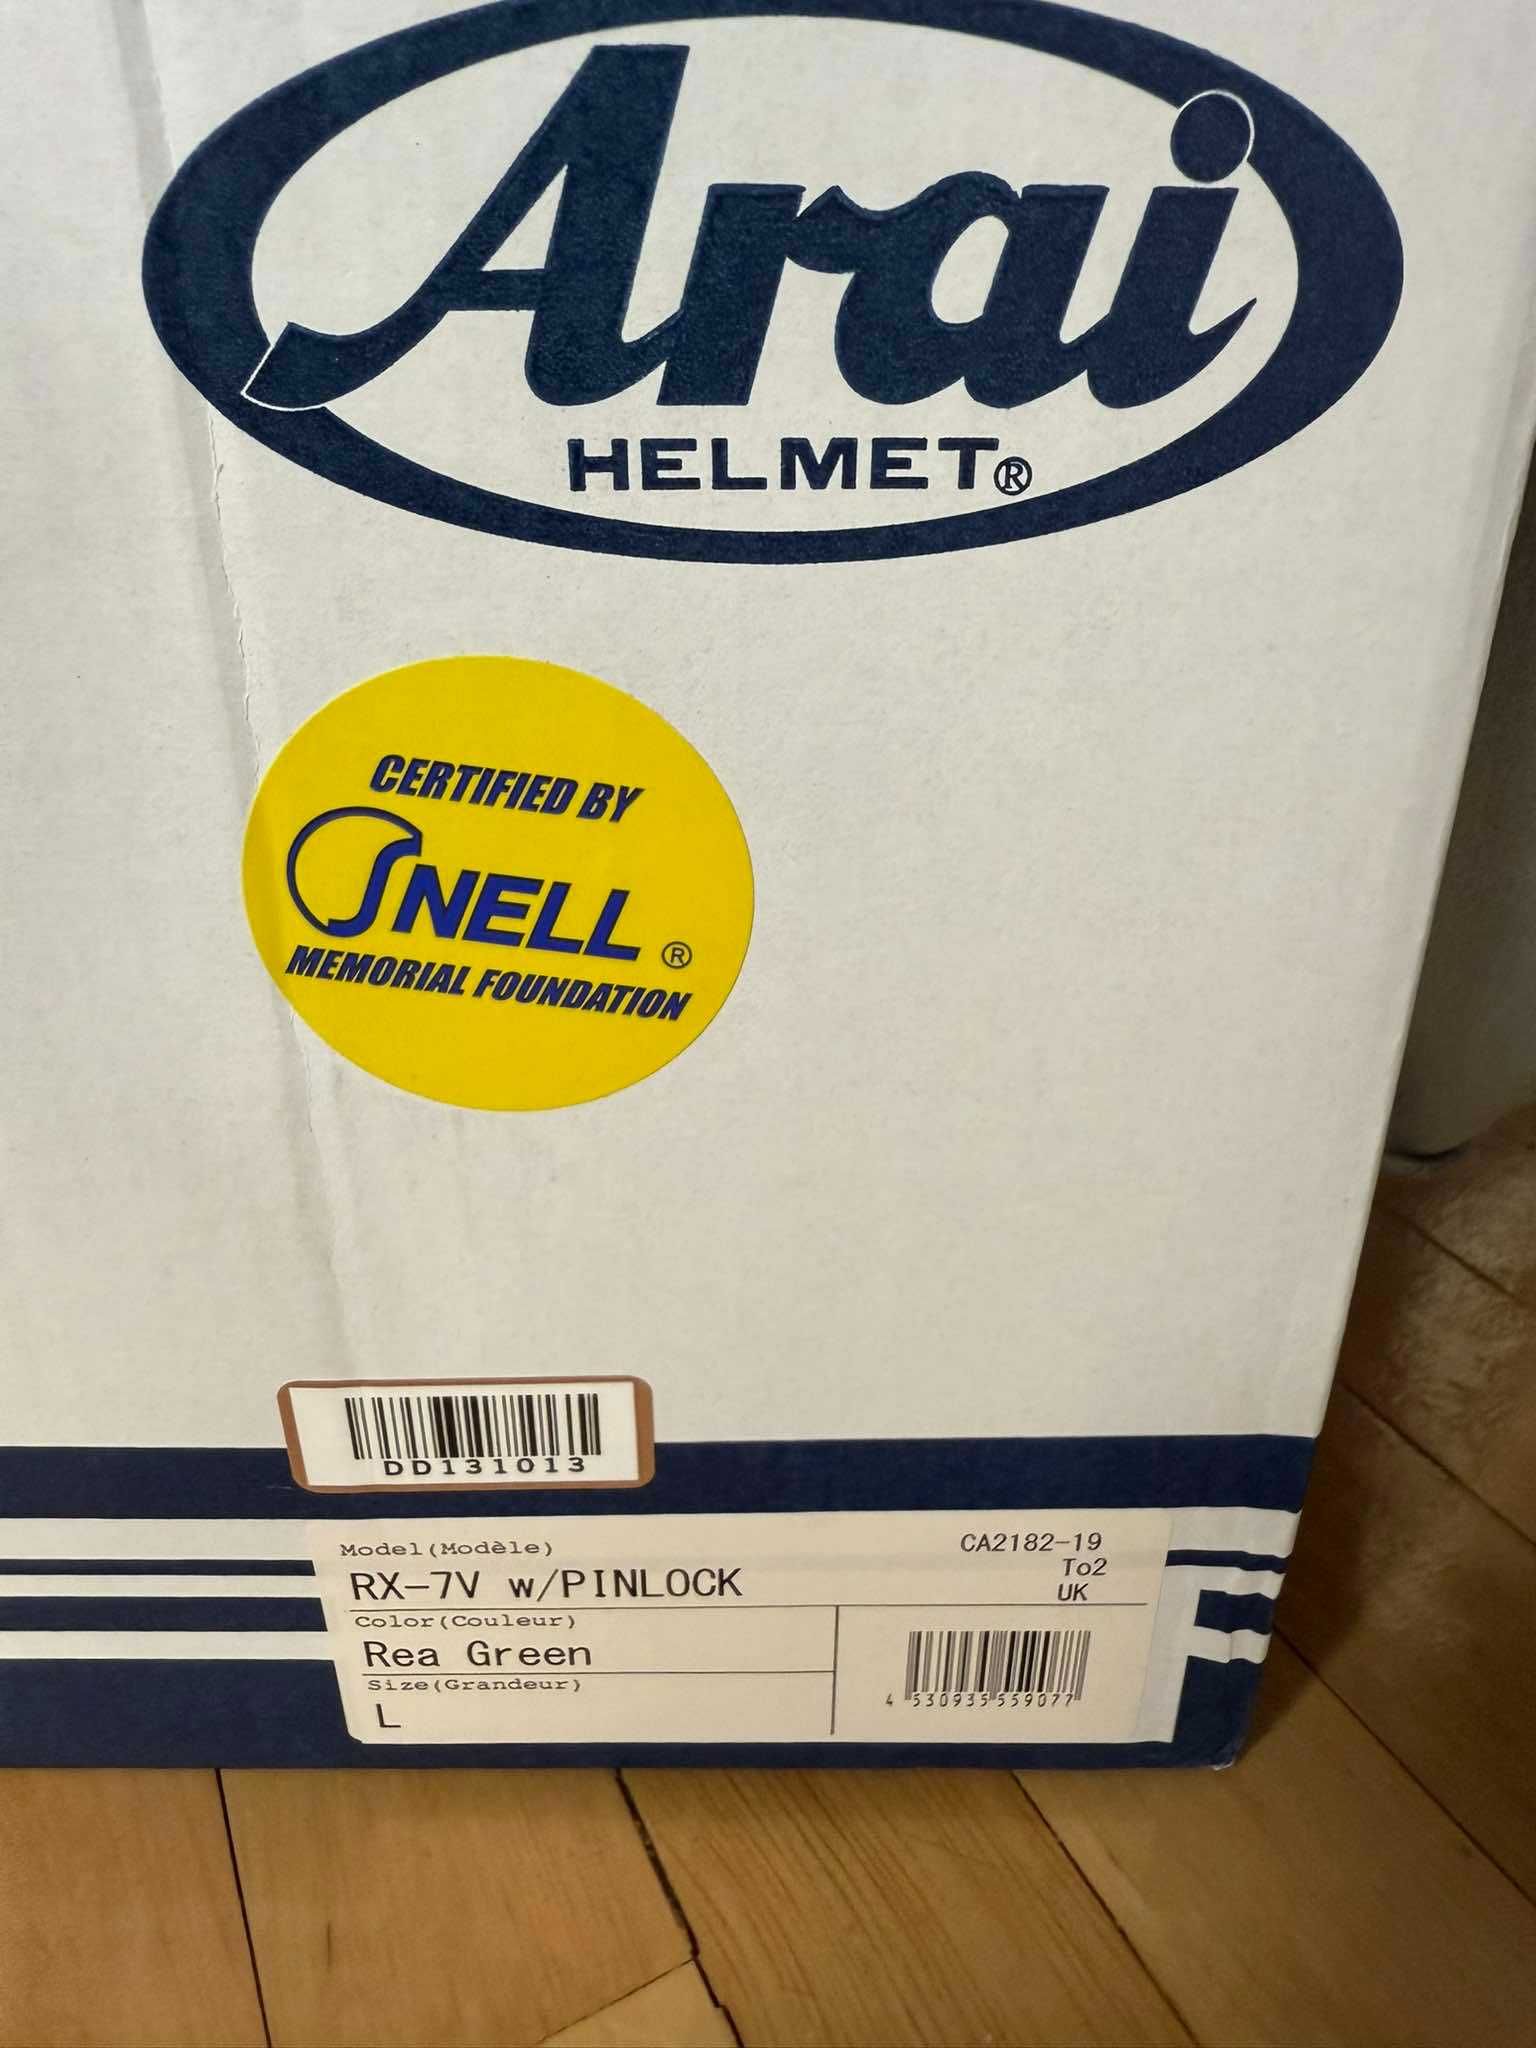 Arai
HELMET®
CERTIFIED BY
SNELL®
MEMORIAL FOUNDATION
DD131013
Model(Modèle)
CA2182-19
RX-7V w/PINLOCK
To2
UK
Color(Couleur)
Rea Green
Size(Grandeur)
L
4 530935 559077